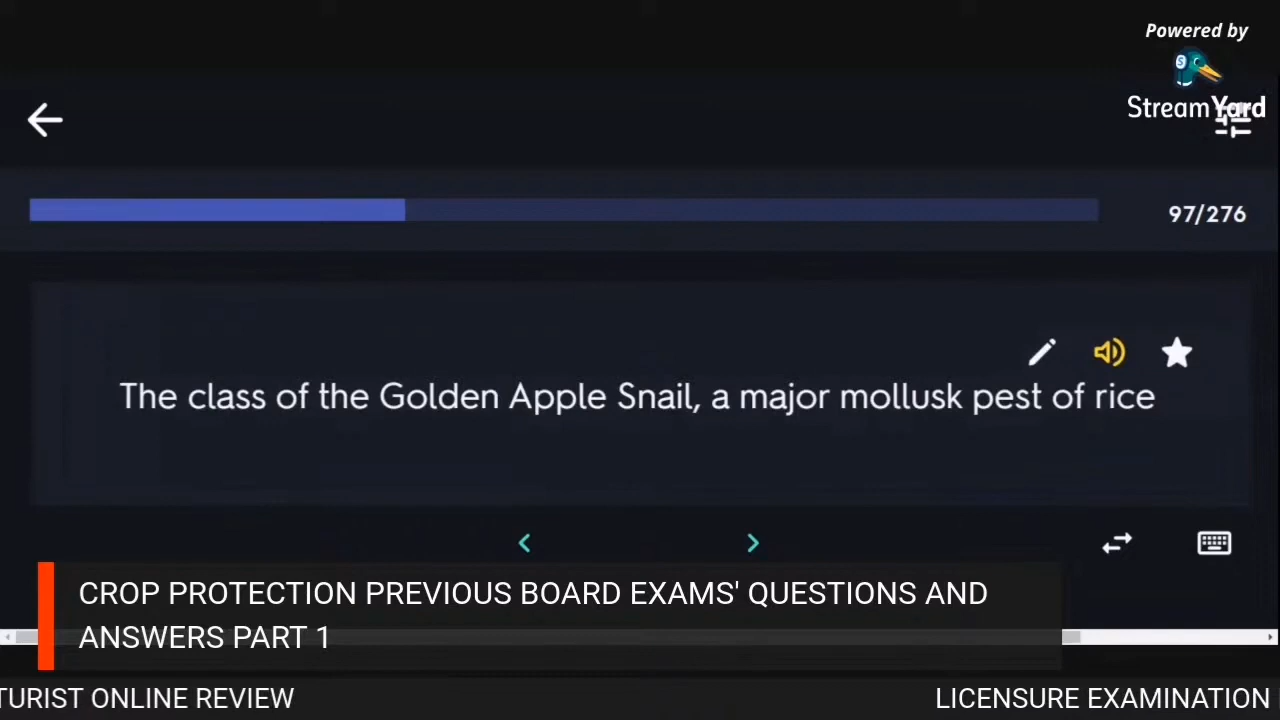 Powered by
StreamYard
97/276
The class of the Golden Apple Snail, a major mollusk pest of rice
CROP PROTECTION PREVIOUS BOARD EXAMS' QUESTIONS AND
ANSWERS PART 1
TURIST ONLINE REVIEW
LICENSURE EXAMINATION